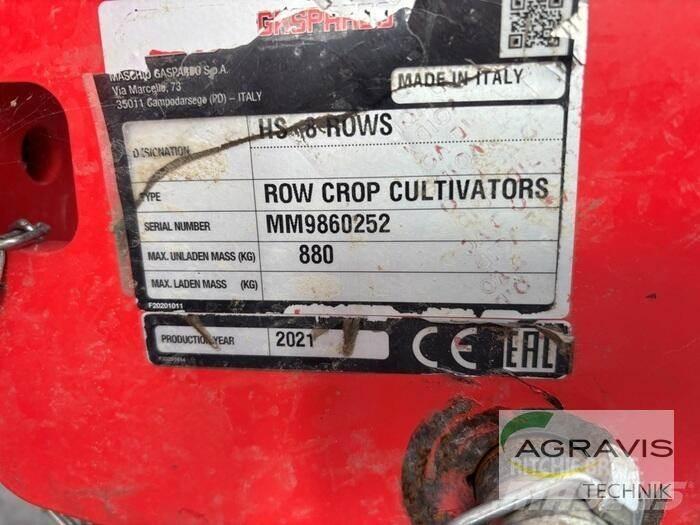 GASPARDO
MASCHIO GASPARDO S.p.A.
Via Marcello, 73
35011 Campodarsego (PD) – ITALY
MADE IN ITALY
DESIGNATION HS 8 ROWS
TYPE ROW CROP CULTIVATORS
SERIAL NUMBER MM9860252
MAX. UNLADEN MASS (KG) 880
MAX. LADEN MASS (KG)
F20201011
PRODUCTION YEAR 2021 CE EAC
AGRAVIS
TECHNIK